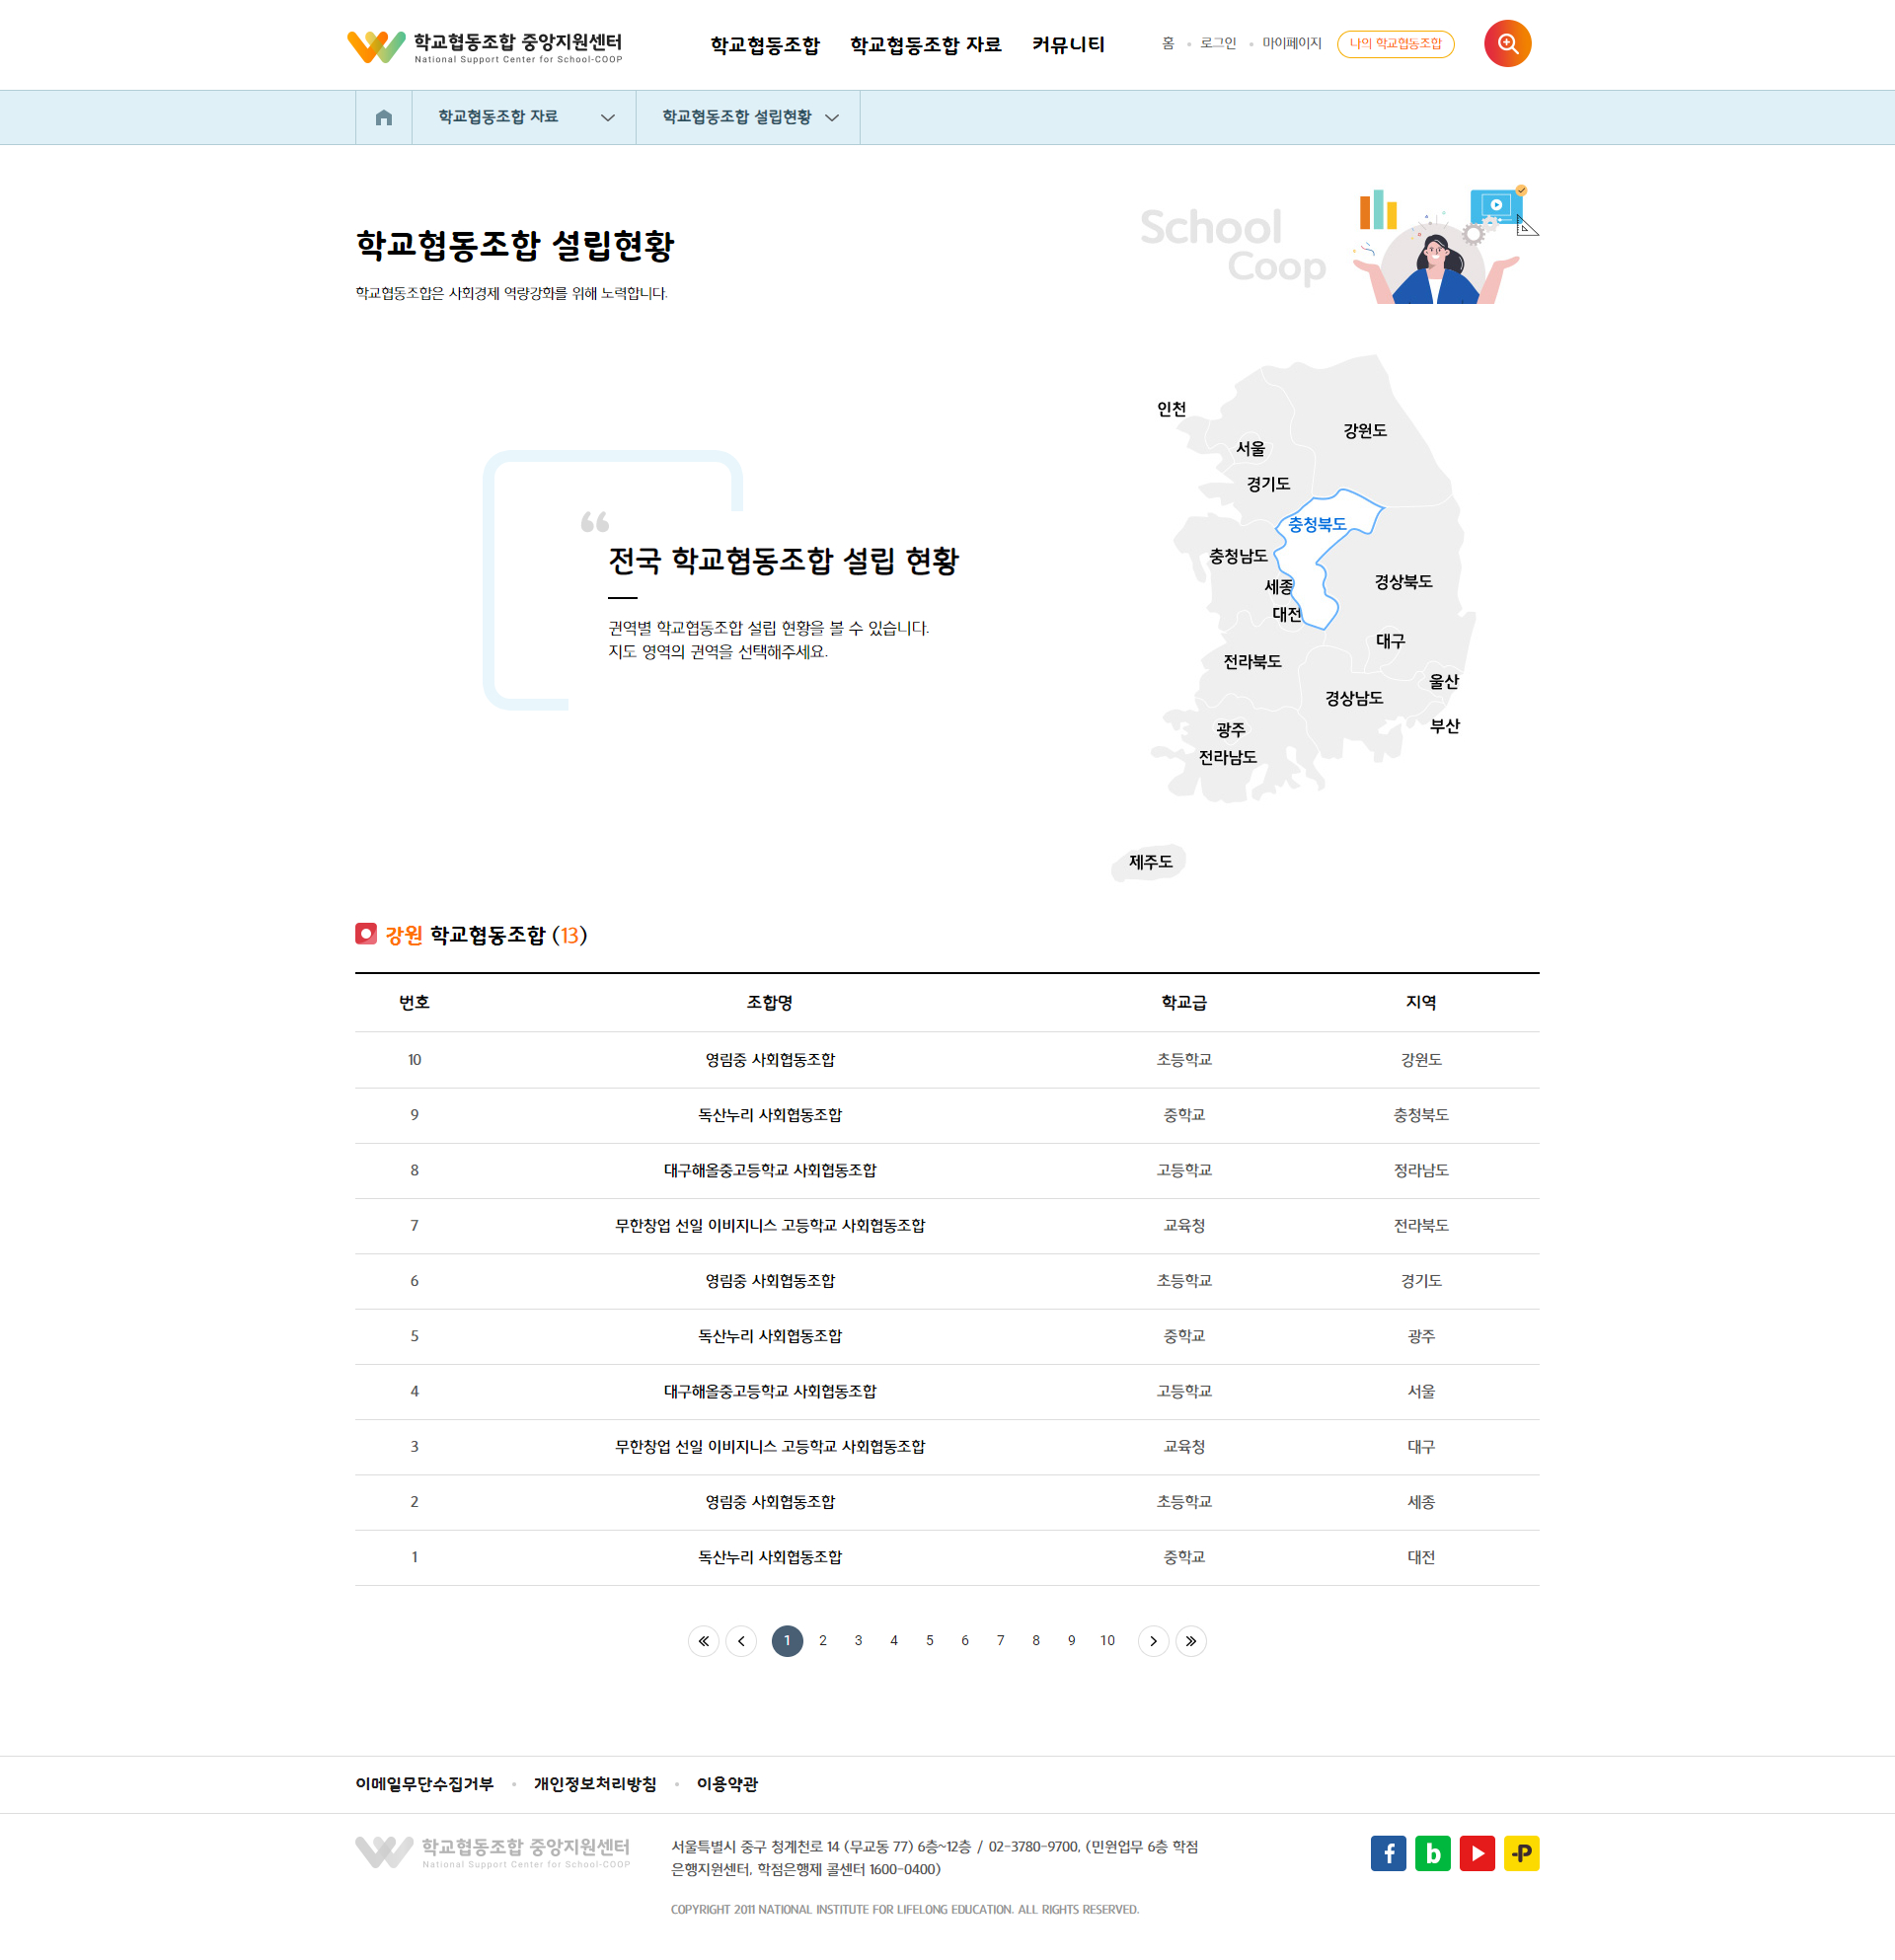 학교협동조합 중앙지원센터
National Support Center for School-COOP
학교협동조합 학교협동조합 자료 커뮤니티
홈 로그인 마이페이지 나의 학교협동조합
학교협동조합 자료 학교협동조합 설립현황
학교협동조합 설립현황
학교협동조합은 사회경제 역량강화를 위해 노력합니다.
School
Coop
인천
강원도
서울
경기도
충청북도
충청남도
세종
경상북도
대전
대구
전라북도
울산
경상남도
부산
광주
전라남도
제주도
“
전국 학교협동조합 설립 현황
권역별 학교협동조합 설립 현황을 볼 수 있습니다.
지도 영역의 권역을 선택해주세요.
강원 학교협동조합 (13)
번호 조합명 학교급 지역
10 영림중 사회협동조합 초등학교 강원도
9 독산누리 사회협동조합 중학교 충청북도
8 대구해올중고등학교 사회협동조합 고등학교 정라남도
7 무한창업 선일 이비지니스 고등학교 사회협동조합 교육청 전라북도
6 영림중 사회협동조합 초등학교 경기도
5 독산누리 사회협동조합 중학교 광주
4 대구해올중고등학교 사회협동조합 고등학교 서울
3 무한창업 선일 이비지니스 고등학교 사회협동조합 교육청 대구
2 영림중 사회협동조합 초등학교 세종
1 독산누리 사회협동조합 중학교 대전
1 2 3 4 5 6 7 8 9 10
이메일무단수집거부 개인정보처리방침 이용약관
학교협동조합 중앙지원센터
National Support Center for School-COOP
서울특별시 중구 청계천로 14 (무교동 77) 6층~12층 / 02-3780-9700, (민원업무 6층 학점
은행지원센터, 학점은행제 콜센터 1600-0400)
COPYRIGHT 2011 NATIONAL INSTITUTE FOR LIFELONG EDUCATION. ALL RIGHTS RESERVED.